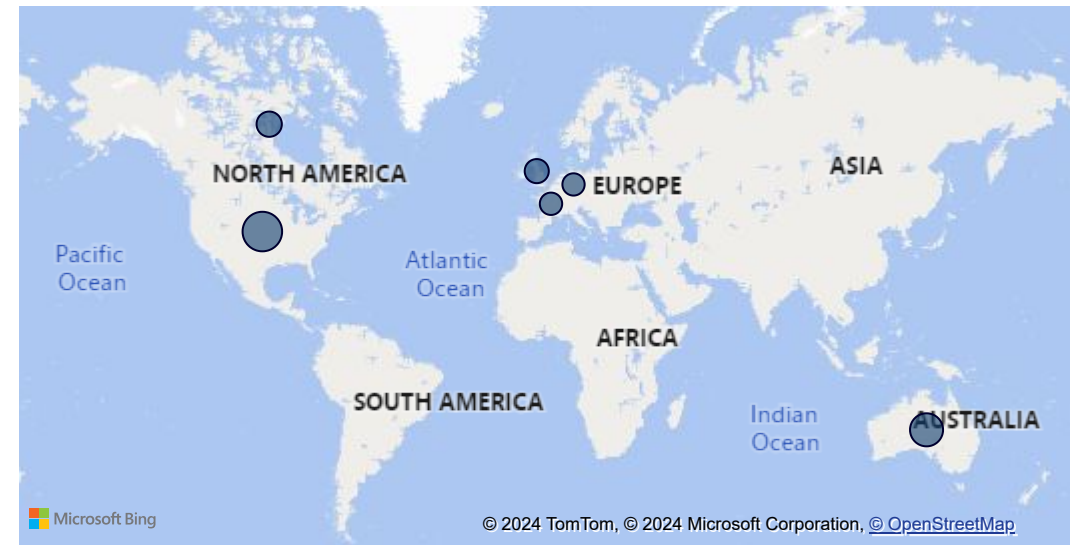 NORTH AMERICA
EUROPE
ASIA
Pacific
Ocean
Atlantic
Ocean
AFRICA
SOUTH AMERICA
Indian
Ocean
AUSTRALIA
Microsoft Bing
© 2024 TomTom, © 2024 Microsoft Corporation, © OpenStreetMap